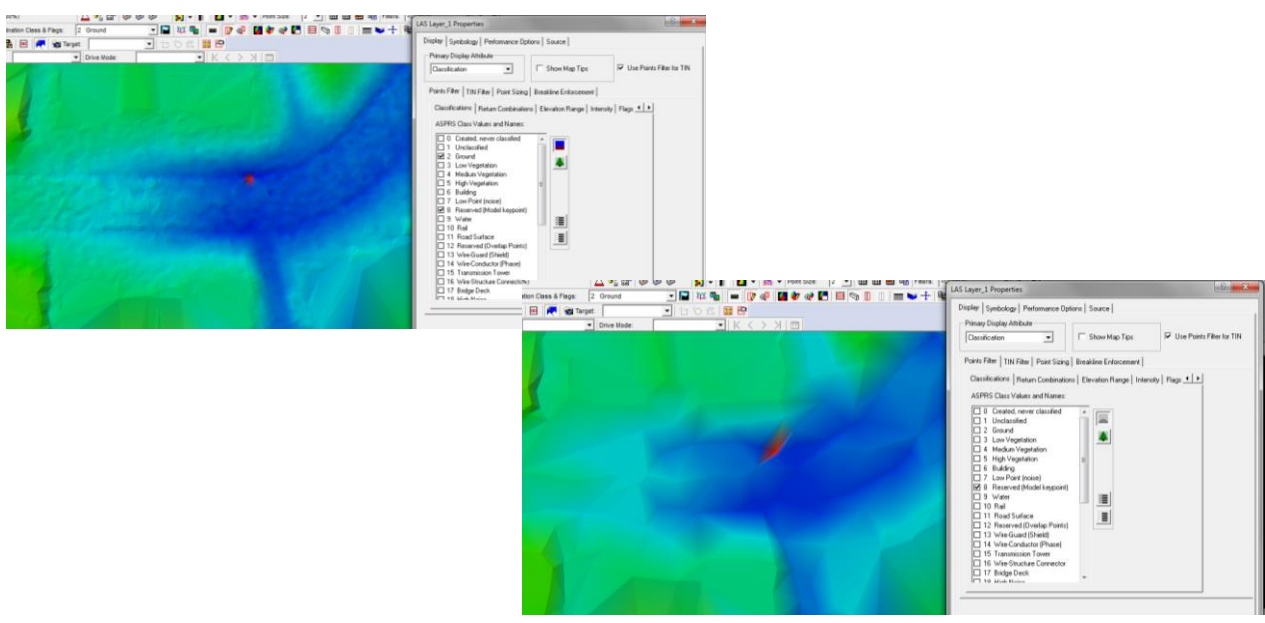 Point Size: 2 Filters:
ination Class & Flags: 2 Ground
Target:
Drive Mode:
LAS Layer_1 Properties
Display Symbology Performance Options Source
Primary Display Attribute
Classification Show Map Tips Use Points Filter for TIN
Points Filter TIN Filter Point Sizing Breakline Enforcement
Classifications Return Combinations Elevation Range Intensity Flags
ASPRS Class Values and Names:
0 Created, never classified
1 Unclassified
2 Ground
3 Low Vegetation
4 Medium Vegetation
5 High Vegetation
6 Building
7 Low Point (noise)
8 Reserved (Model keypoint)
9 Water
10 Rail
11 Road Surface
12 Reserved (Overlap Points)
13 Wire-Guard (Shield)
14 Wire-Conductor (Phase)
15 Transmission Tower
16 Wire-Structure Connector
17 Bridge Deck
18 High Noise
Point Size: 2 Filters:
ination Class & Flags: 2 Ground
Target:
Drive Mode:
LAS Layer_1 Properties
Display Symbology Performance Options Source
Primary Display Attribute
Classification Show Map Tips Use Points Filter for TIN
Points Filter TIN Filter Point Sizing Breakline Enforcement
Classifications Return Combinations Elevation Range Intensity Flags
ASPRS Class Values and Names:
0 Created, never classified
1 Unclassified
2 Ground
3 Low Vegetation
4 Medium Vegetation
5 High Vegetation
6 Building
7 Low Point (noise)
8 Reserved (Model keypoint)
9 Water
10 Rail
11 Road Surface
12 Reserved (Overlap Points)
13 Wire-Guard (Shield)
14 Wire-Conductor (Phase)
15 Transmission Tower
16 Wire-Structure Connector
17 Bridge Deck
18 High Noise